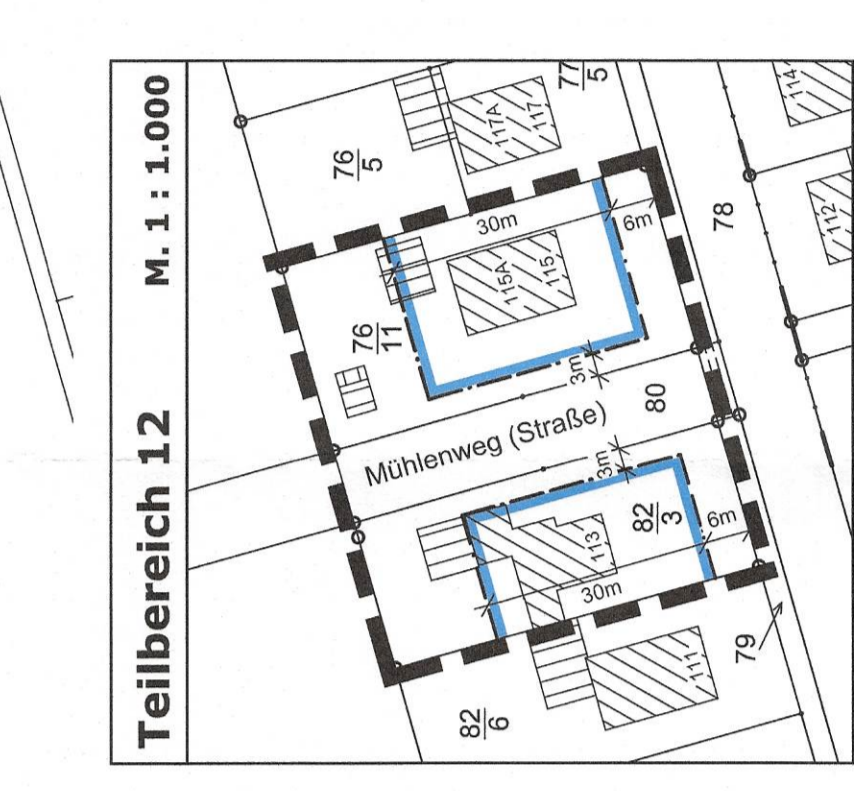 Teilbereich 12
M. 1 : 1.000
76
5
77
5
117A
117
114
30m
6m
78
112
115A
115
76
11
3m
80
Mühlenweg (Straße)
3m
82
3
6m
113
30m
79
111
82
6